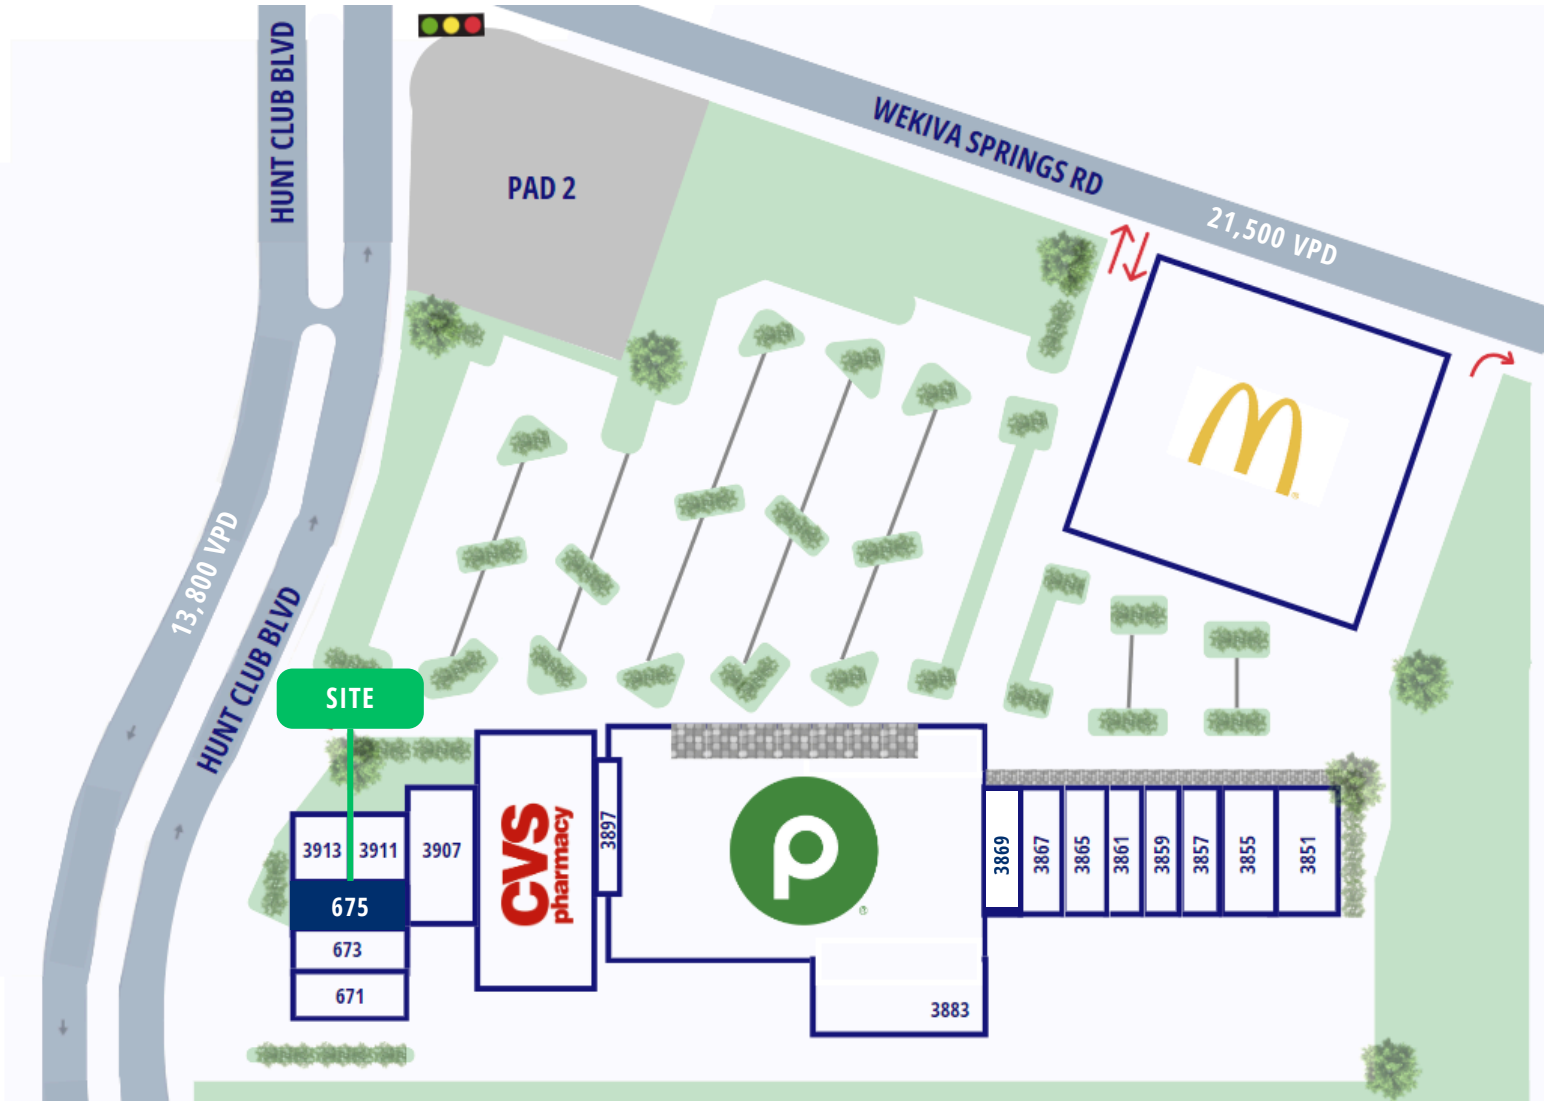 HUNT CLUB BLVD
WEKIVA SPRINGS RD
21,500 VPD
PAD 2
13,800 VPD
HUNT CLUB BLVD
SITE
CVS
pharmacy
3897
®
3913
3911
3907
675
673
671
3883
3869
3867
3865
3861
3859
3857
3855
3851